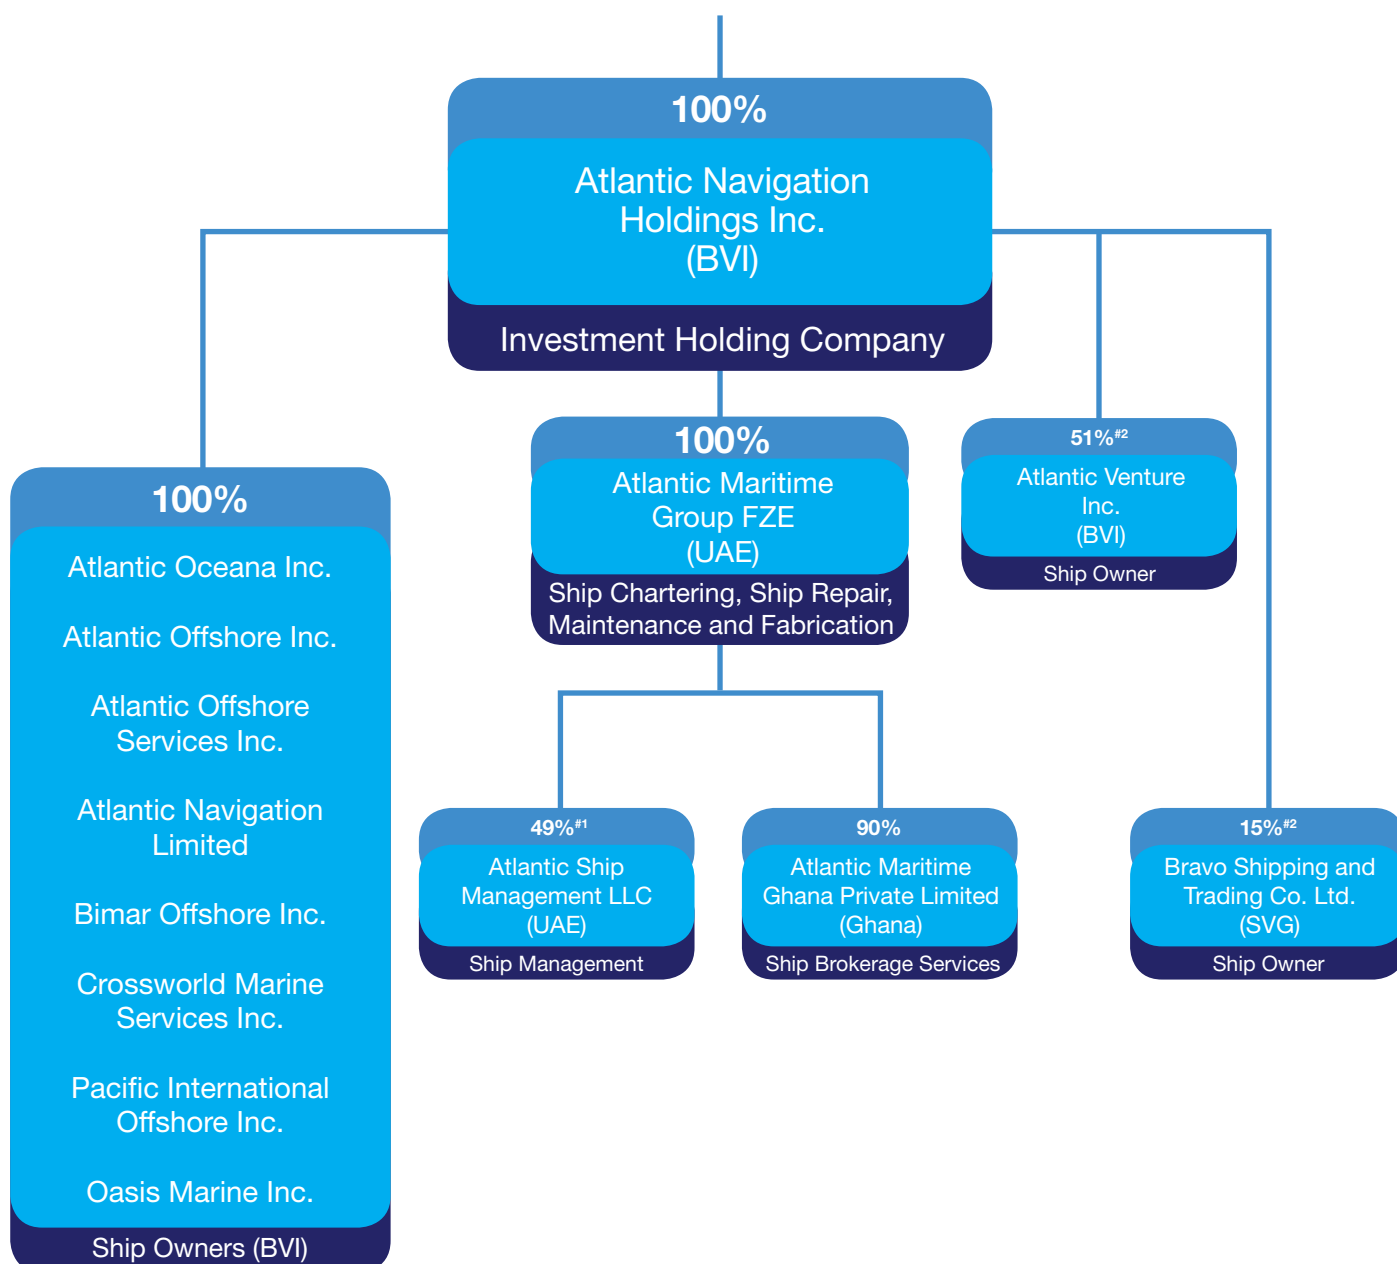 100%
Atlantic Navigation
Holdings Inc.
(BVI)
Investment Holding Company
100%
Atlantic Oceana Inc.
Atlantic Offshore Inc.
Atlantic Offshore
Services Inc.
Atlantic Navigation
Limited
Bimar Offshore Inc.
Crossworld Marine
Services Inc.
Pacific International
Offshore Inc.
Oasis Marine Inc.
Ship Owners (BVI)
100%
Atlantic Maritime
Group FZE
(UAE)
Ship Chartering, Ship Repair,
Maintenance and Fabrication
51%#2
Atlantic Venture
Inc.
(BVI)
Ship Owner
49%#1
Atlantic Ship
Management LLC
(UAE)
Ship Management
90%
Atlantic Maritime
Ghana Private Limited
(Ghana)
Ship Brokerage Services
15%#2
Bravo Shipping and
Trading Co. Ltd.
(SVG)
Ship Owner